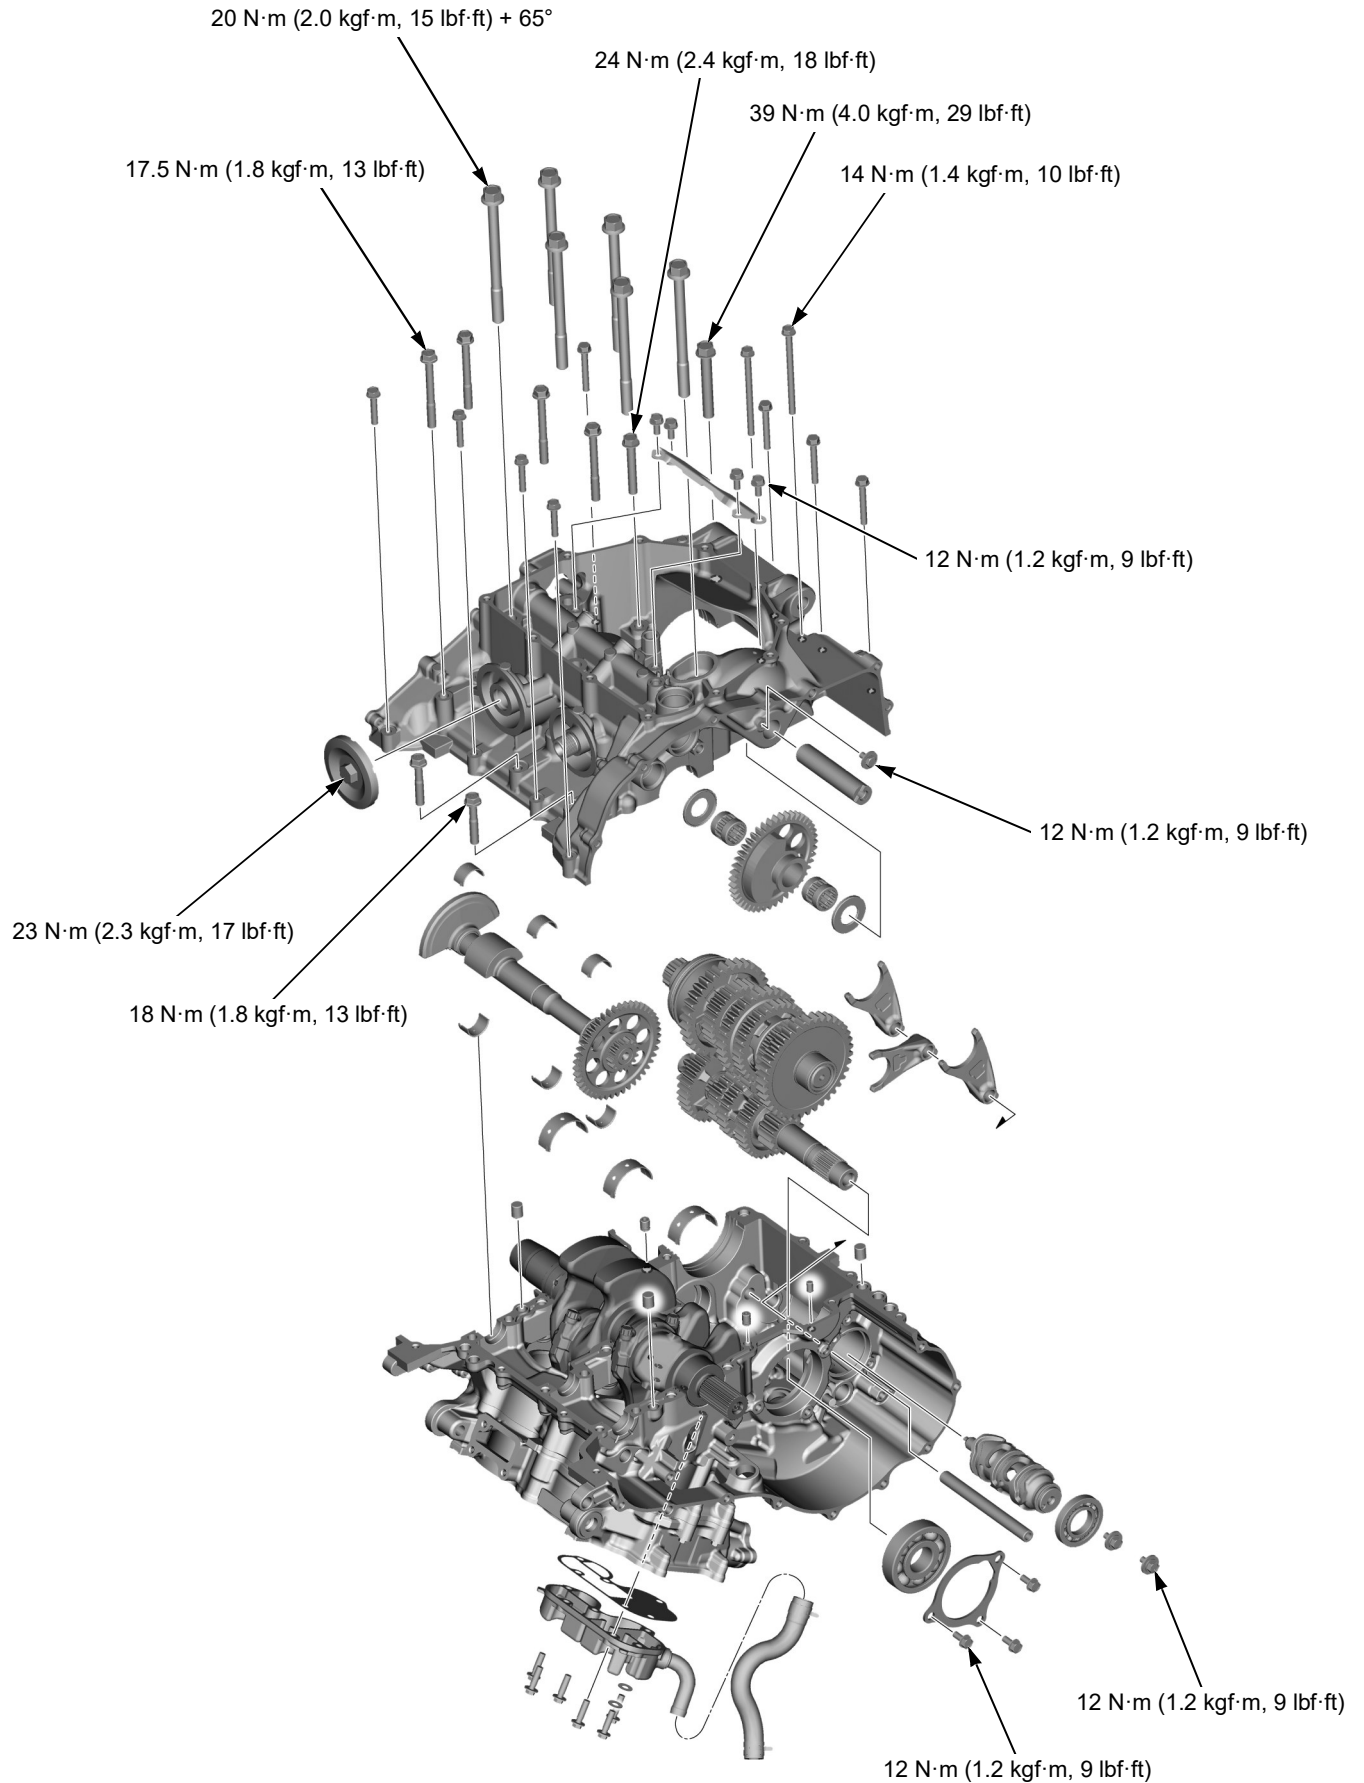 20 N·m (2.0 kgf·m, 15 lbf·ft) + 65°
24 N·m (2.4 kgf·m, 18 lbf·ft)
39 N·m (4.0 kgf·m, 29 lbf·ft)
17.5 N·m (1.8 kgf·m, 13 lbf·ft)
14 N·m (1.4 kgf·m, 10 lbf·ft)
12 N·m (1.2 kgf·m, 9 lbf·ft)
12 N·m (1.2 kgf·m, 9 lbf·ft)
23 N·m (2.3 kgf·m, 17 lbf·ft)
18 N·m (1.8 kgf·m, 13 lbf·ft)
12 N·m (1.2 kgf·m, 9 lbf·ft)
12 N·m (1.2 kgf·m, 9 lbf·ft)